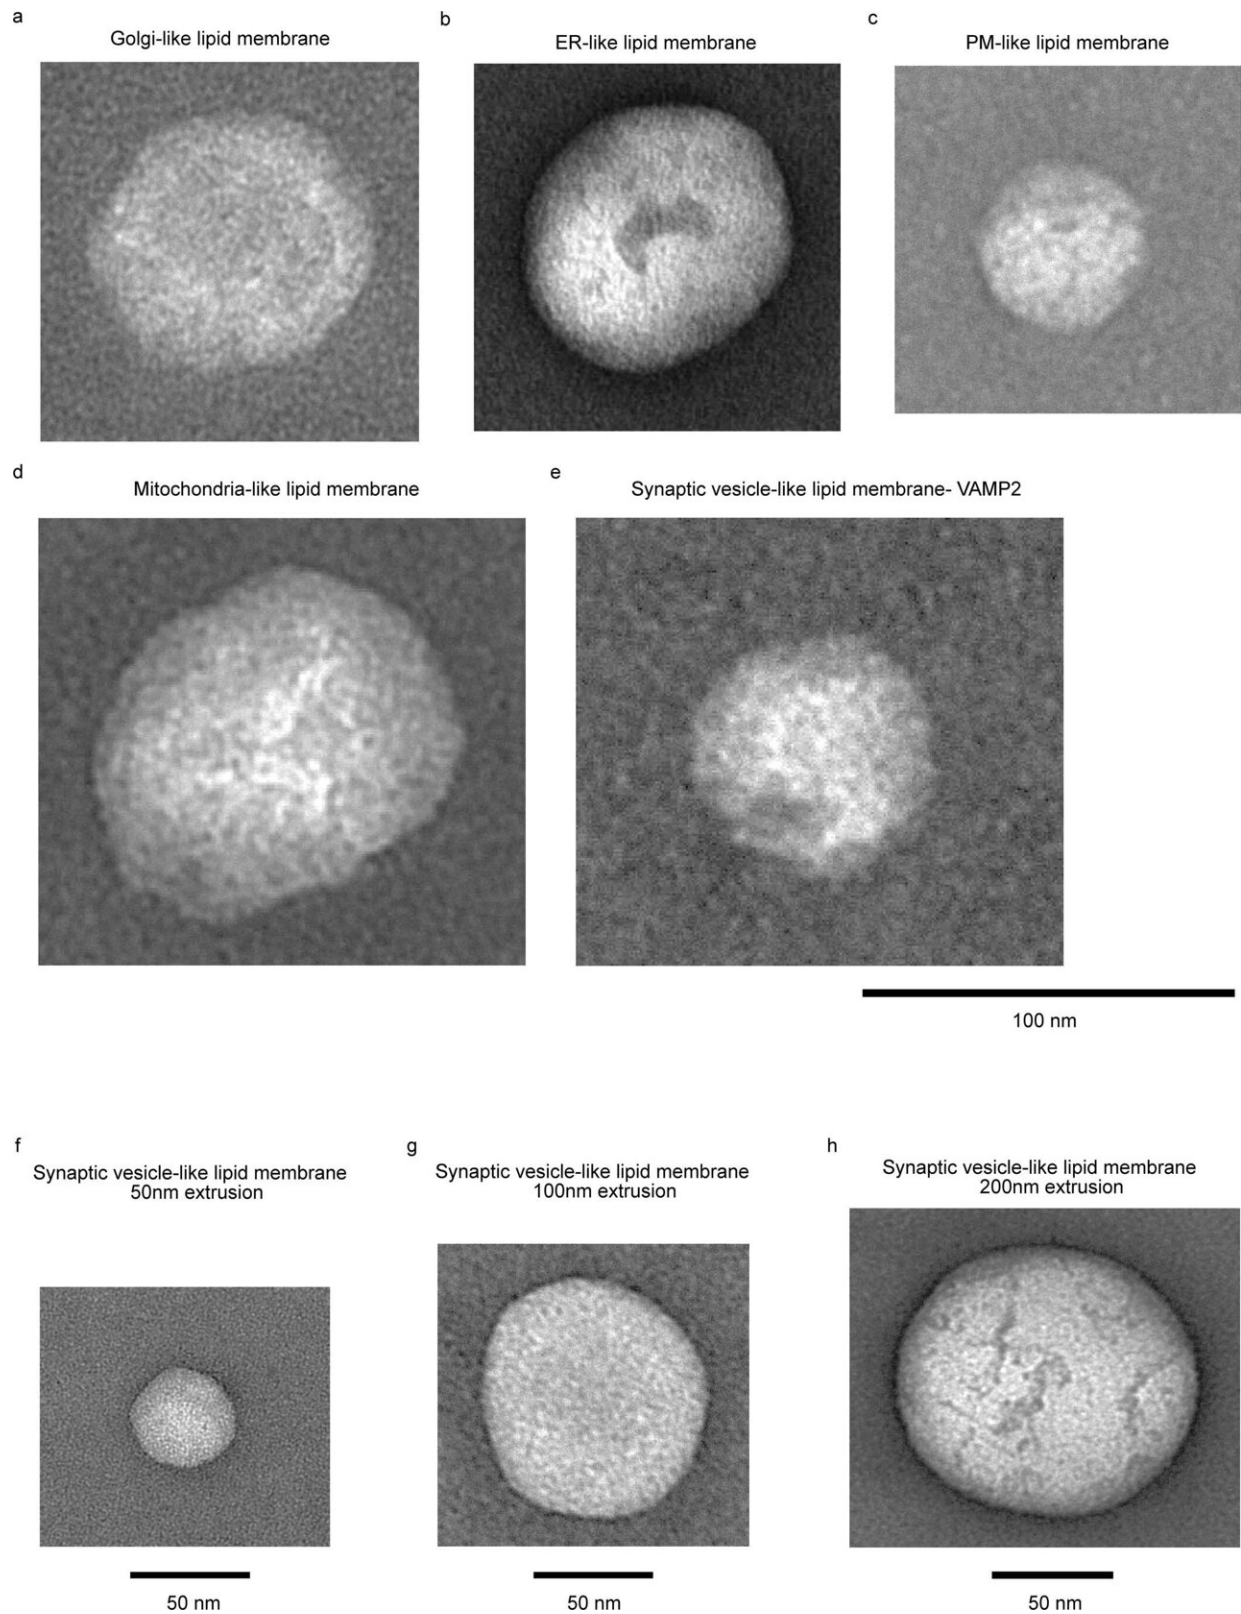 a
Golgi-like lipid membrane
b
ER-like lipid membrane
c
PM-like lipid membrane
d
Mitochondria-like lipid membrane
e
Synaptic vesicle-like lipid membrane- VAMP2
100 nm
f
Synaptic vesicle-like lipid membrane
50nm extrusion
g
Synaptic vesicle-like lipid membrane
100nm extrusion
h
Synaptic vesicle-like lipid membrane
200nm extrusion
50 nm
50 nm
50 nm